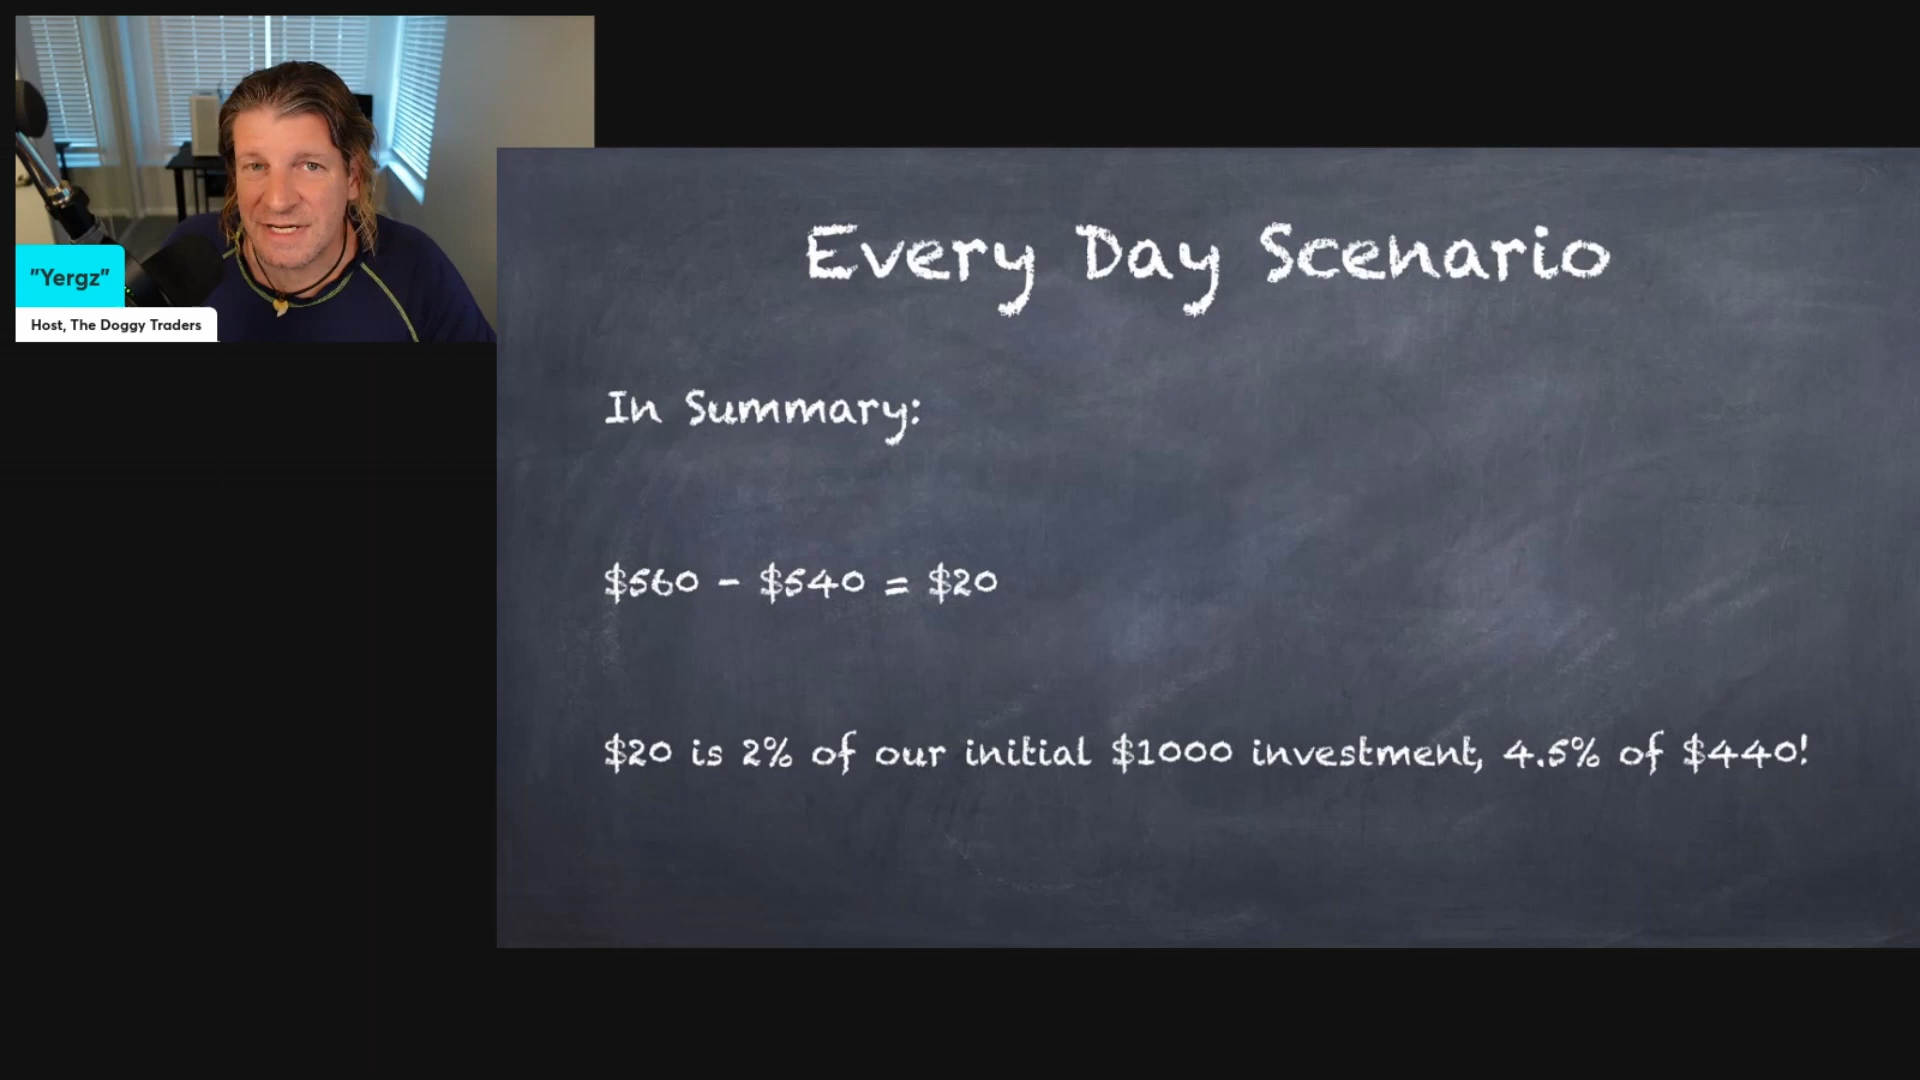 "Yergz"
Host, The Doggy Traders
Every Day Scenario
In Summary:
$560 - $540 = $20
$20 is 2% of our initial $1000 investment, 4.5% of $440!